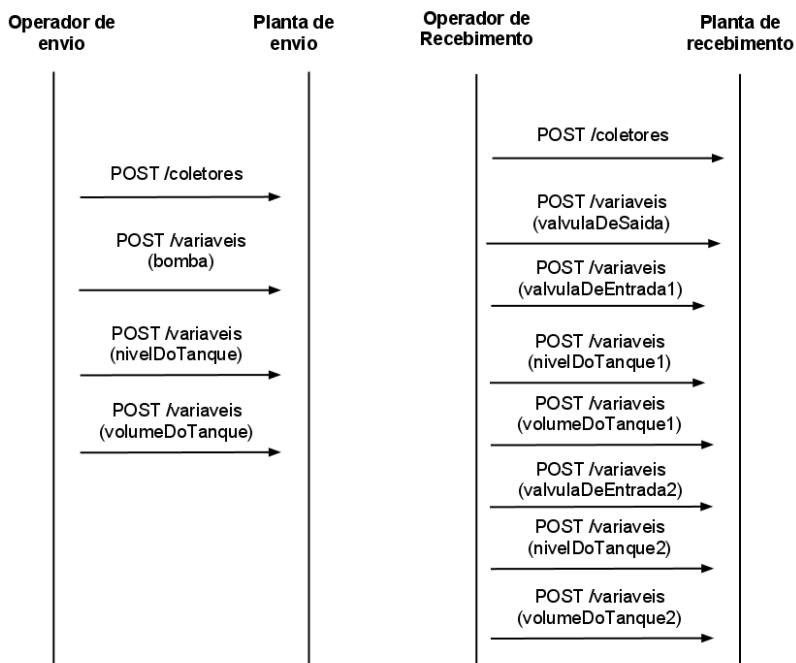 Operador de
envio
Planta de
envio
Operador de
Recebimento
Planta de
recebimento
POST /coletores
POST /variaveis
(bomba)
POST /variaveis
(nivelDoTanque)
POST /variaveis
(volumeDoTanque)
POST /coletores
POST /variaveis
(valvulaDeSaida)
POST /variaveis
(valvulaDeEntrada1)
POST /variaveis
(nivelDoTanque1)
POST /variaveis
(volumeDoTanque1)
POST /variaveis
(valvulaDeEntrada2)
POST /variaveis
(nivelDoTanque2)
POST /variaveis
(volumeDoTanque2)